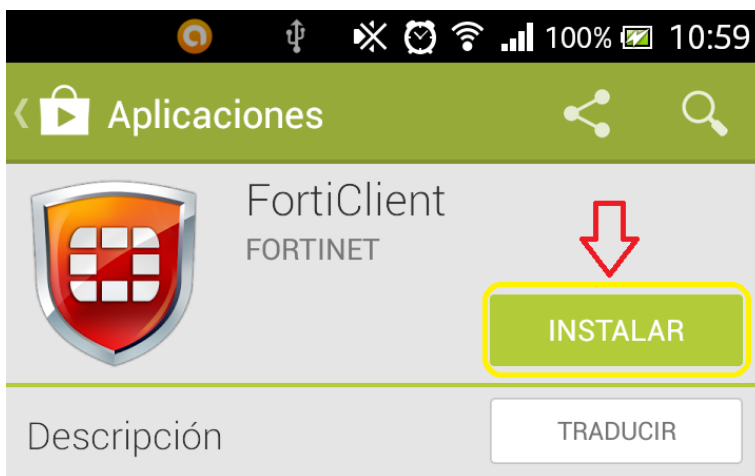 100% 10:59
Aplicaciones
FortiClient
FORTINET
INSTALAR
Descripción
TRADUCIR